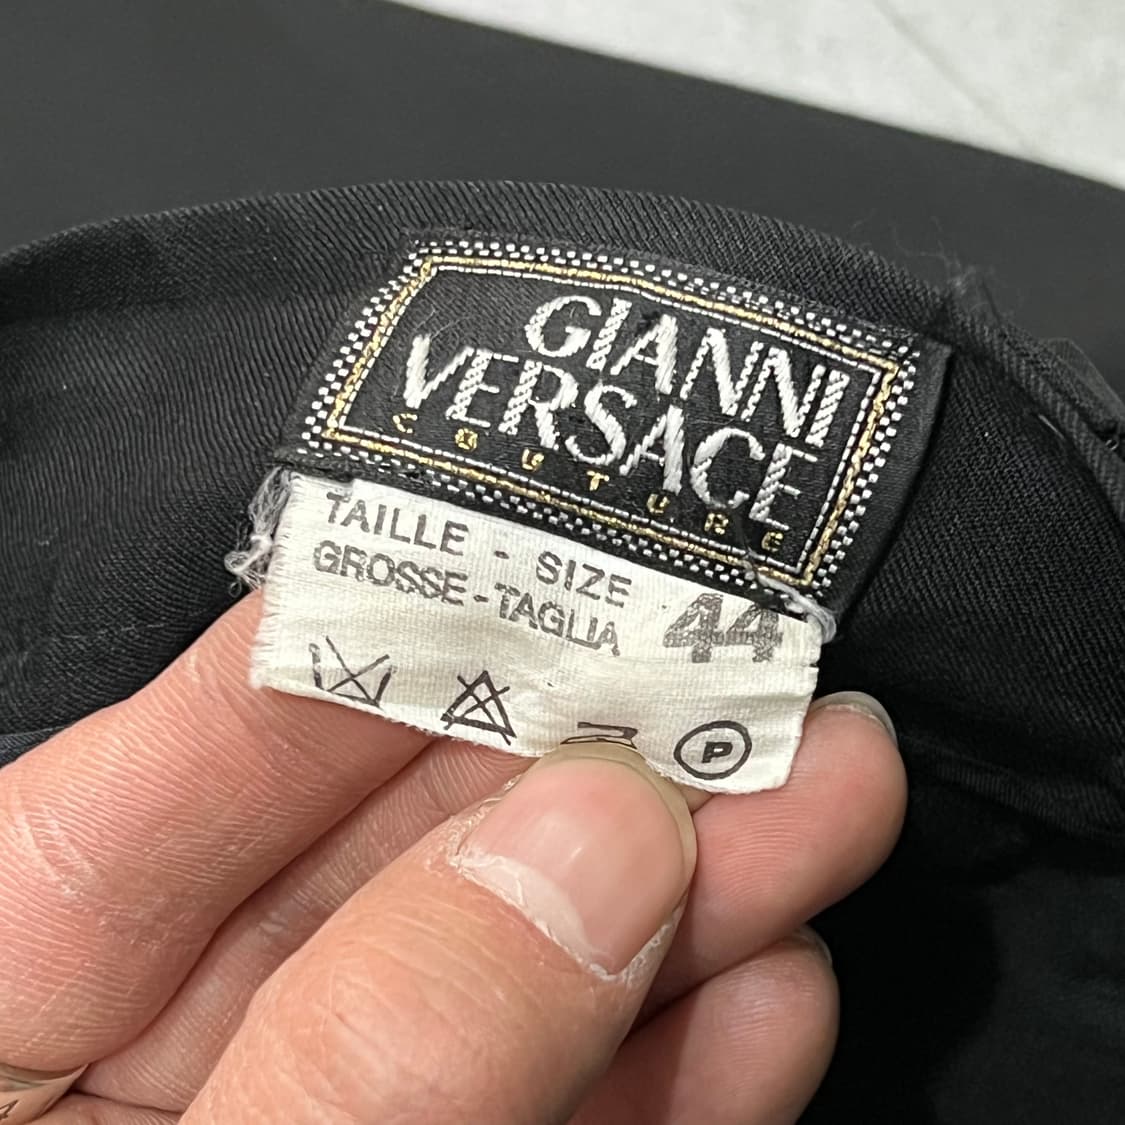 GIANNI
VERSACE
COUTURE
TAILLE - SIZE
GROSSE - TAGLIA 44
P